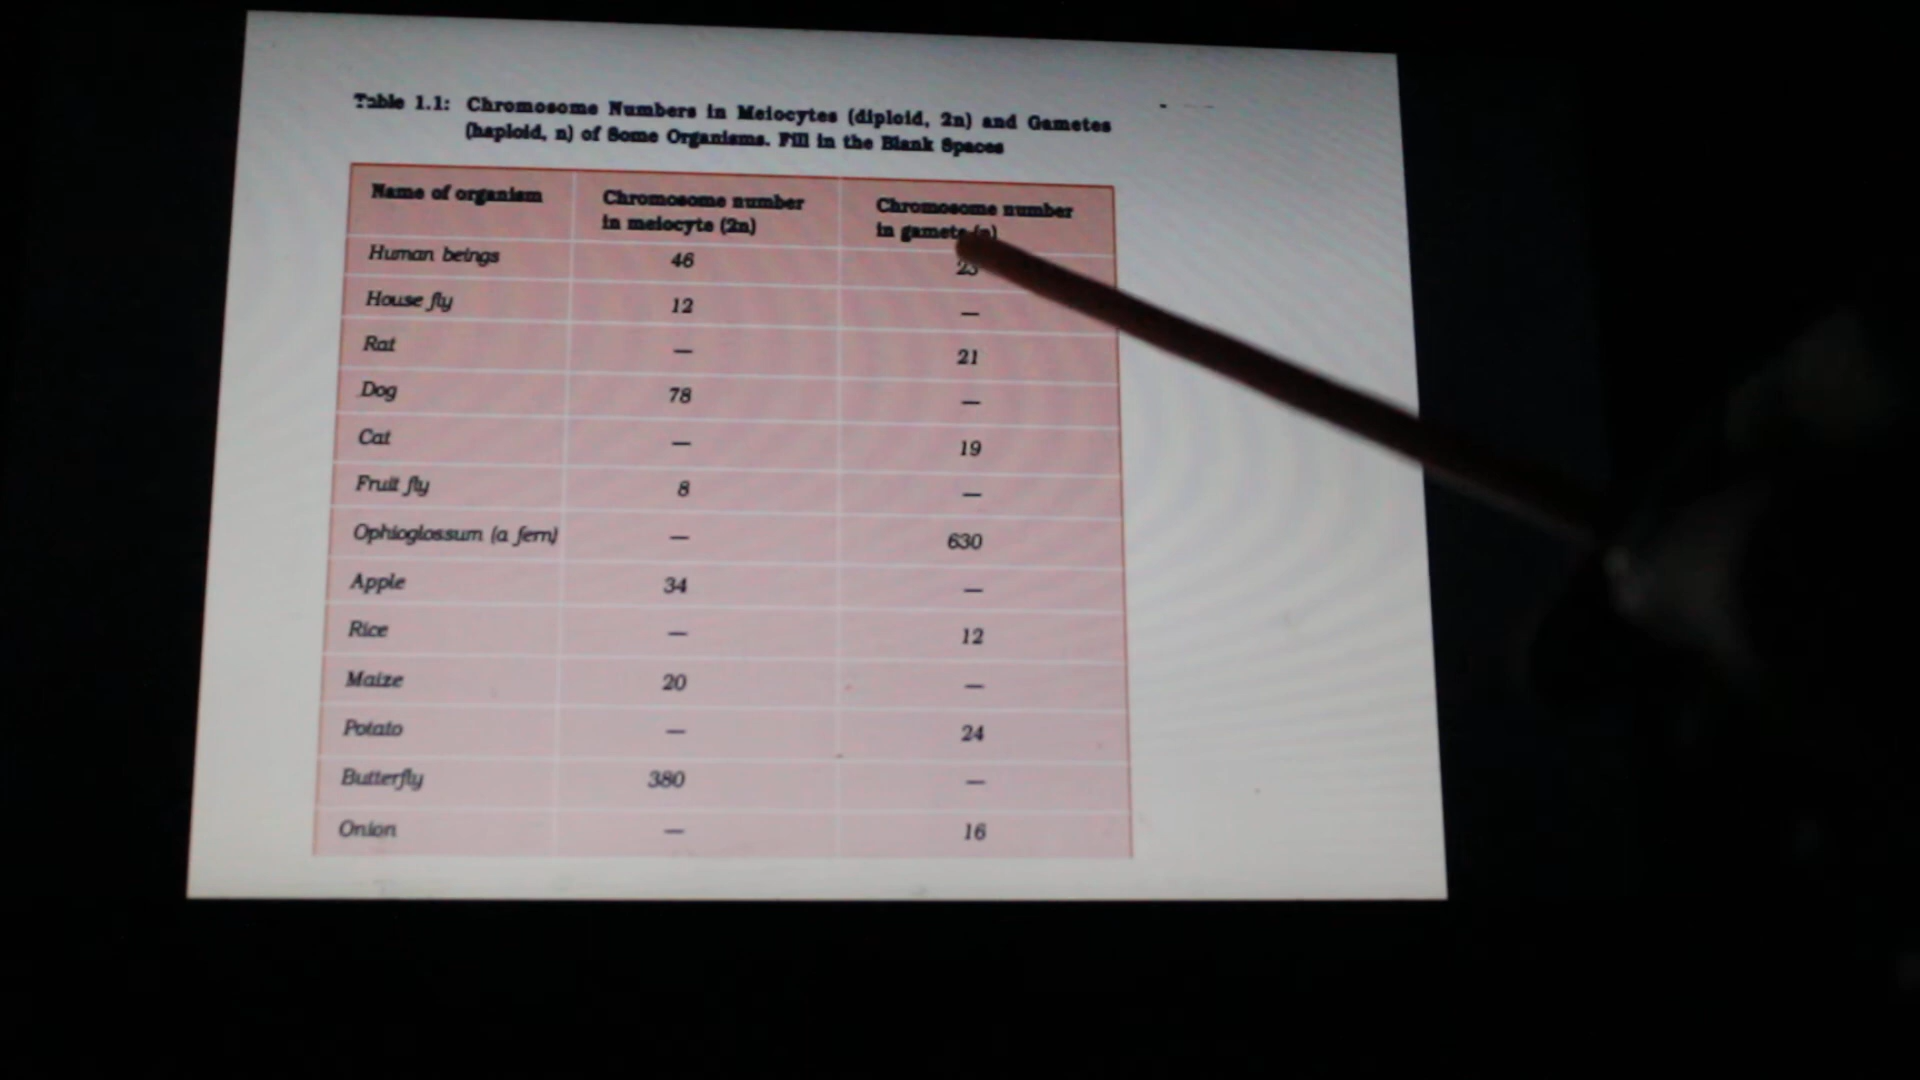 Table 1.1: Chromosome Numbers in Meiocytes (diploid, 2n) and Gametes
(haploid, n) of Some Organisms. Fill in the Blank Spaces
Name of organism Chromosome number in meiocyte (2n) Chromosome number in gamete (n)
Human beings 46 23
House fly 12 —
Rat — 21
Dog 78 —
Cat — 19
Fruit fly 8 —
Ophioglossum (a fern) — 630
Apple 34 —
Rice — 12
Maize 20 —
Potato — 24
Butterfly 380 —
Onion — 16